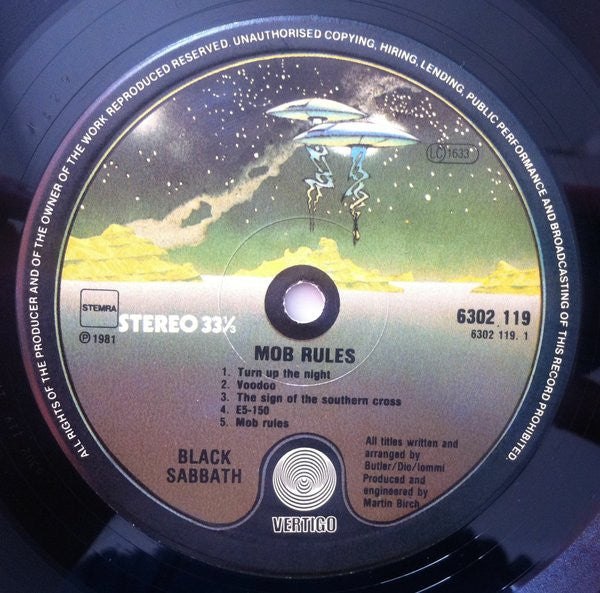 ALL RIGHTS OF THE PRODUCER AND OF THE OWNER OF THE WORK REPRODUCED RESERVED. UNAUTHORISED COPYING, HIRING, LENDING, PUBLIC PERFORMANCE AND BROADCASTING OF THIS RECORD PROHIBITED.
LC 1633
STEMRA
STEREO 33⅓
℗ 1981
6302 119
6302 119. 1
MOB RULES
1. Turn up the night
2. Voodoo
3. The sign of the southern cross
4. E5-150
5. Mob rules
BLACK
SABBATH
All titles written and
arranged by
Butler/Dio/Iommi
Produced and
engineered by
Martin Birch
VERTIGO